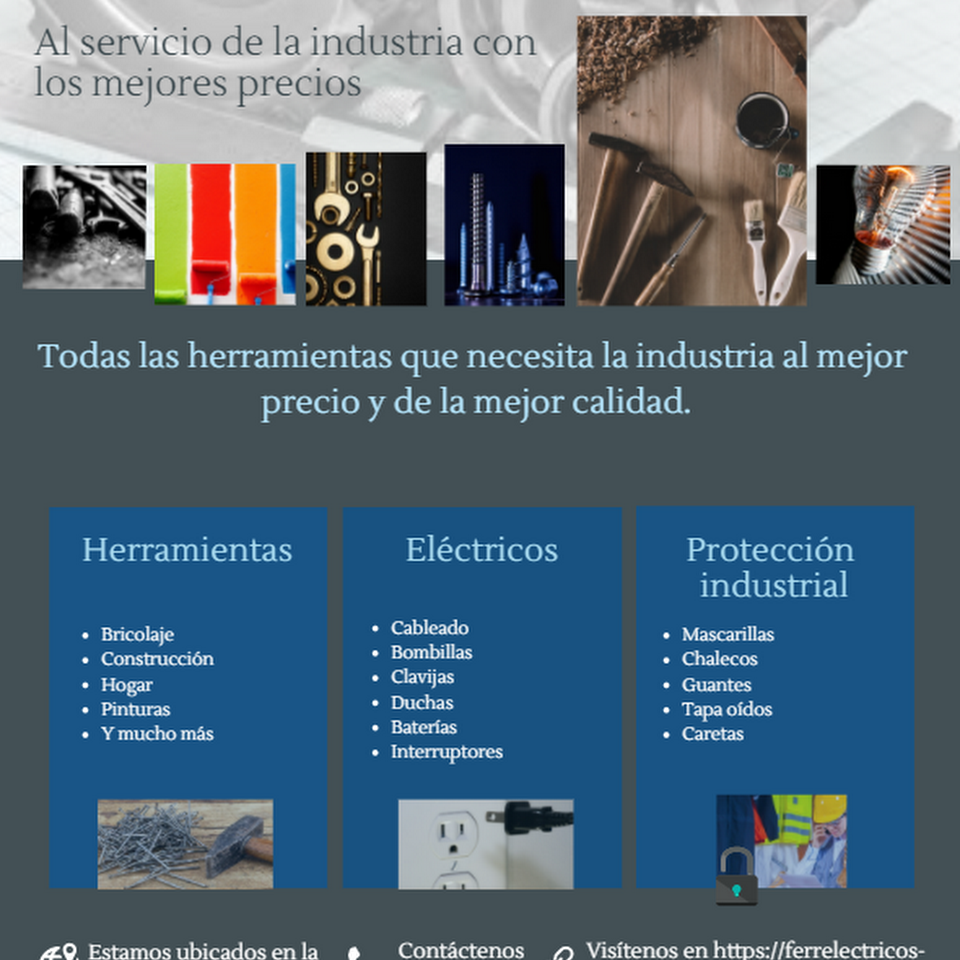 Al servicio de la industria con
los mejores precios
Todas las herramientas que necesita la industria al mejor
precio y de la mejor calidad.
Herramientas
• Bricolaje
• Construcción
• Hogar
• Pinturas
• Y mucho más
Eléctricos
• Cableado
• Bombillas
• Clavijas
• Duchas
• Baterías
• Interruptores
Protección
industrial
• Mascarillas
• Chalecos
• Guantes
• Tapa oídos
• Caretas
Estamos ubicados en la
Contáctenos
Visítenos en https://ferrelectricos-